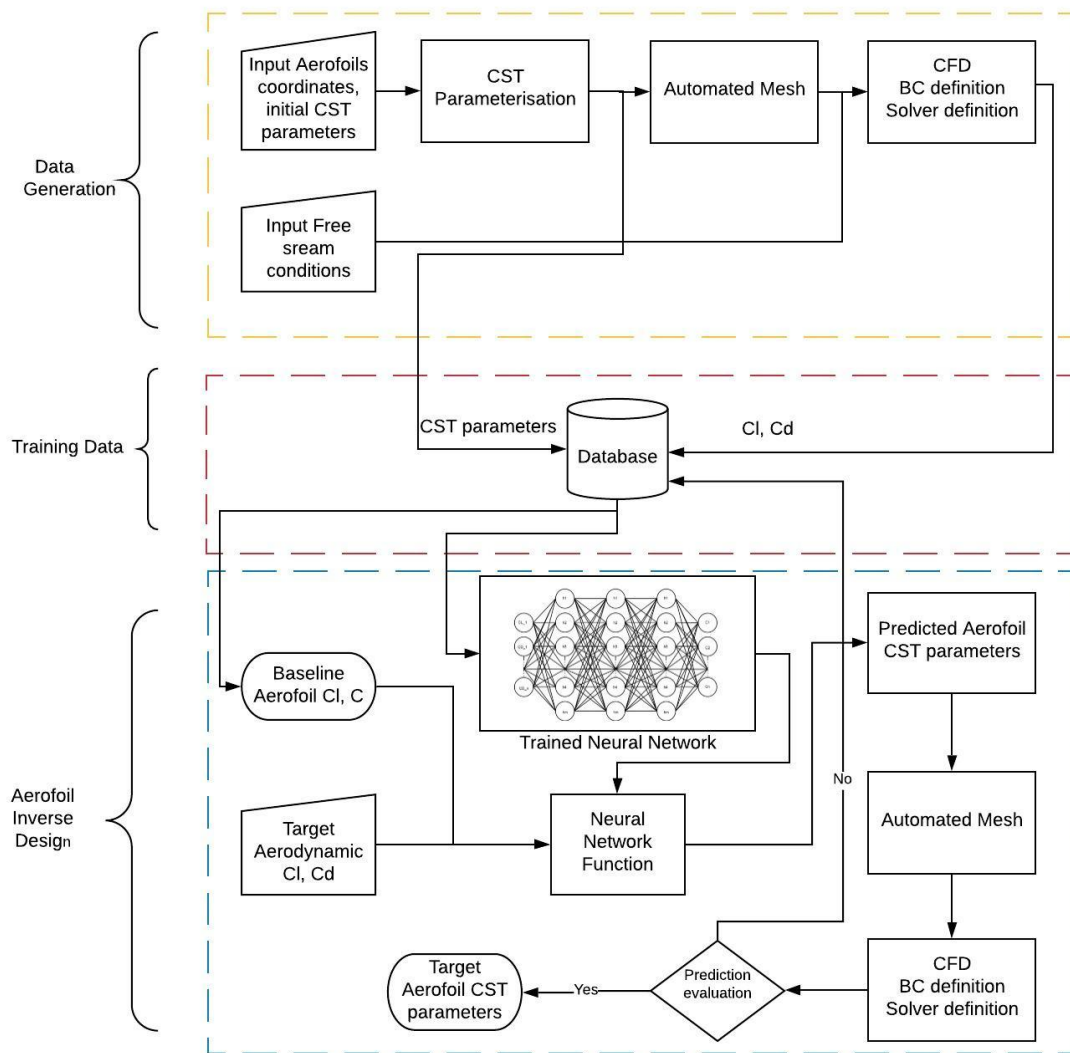 Data
Generation
Input Aerofoils
coordinates,
initial CST
parameters
CST
Parameterisation
Automated Mesh
CFD
BC definition
Solver definition
Input Free
sream
conditions
Training Data
CST parameters
Database
Cl, Cd
Aerofoil
Inverse
Design
Baseline
Aerofoil Cl, C
Trained Neural Network
Predicted Aerofoil
CST parameters
No
Automated Mesh
Target
Aerodynamic
Cl, Cd
Neural
Network
Function
Target
Aerofoil CST
parameters
Yes
Prediction
evaluation
CFD
BC definition
Solver definition